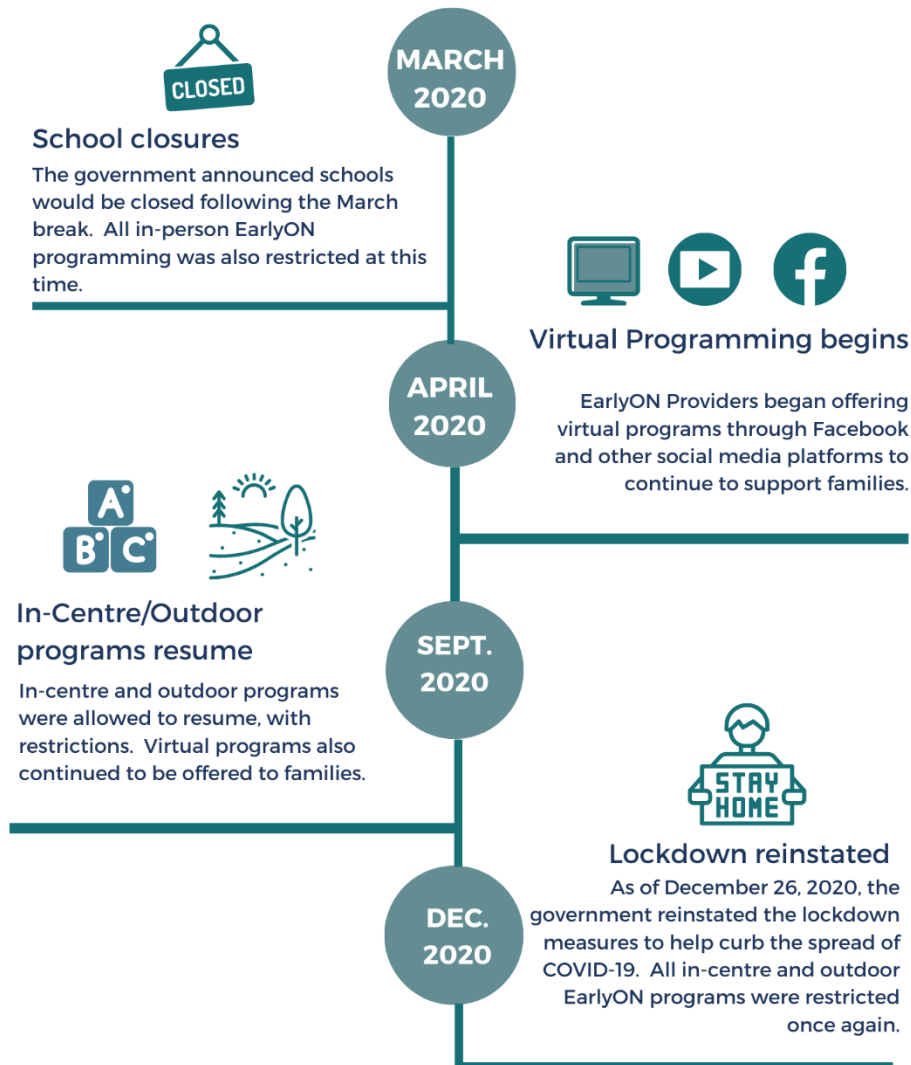 MARCH
2020
CLOSED
School closures
The government announced schools
would be closed following the March
break.  All in-person EarlyON
programming was also restricted at this
time.
APRIL
2020
Virtual Programming begins
EarlyON Providers began offering
virtual programs through Facebook
and other social media platforms to
continue to support families.
SEPT.
2020
A
B C
In-Centre/Outdoor
programs resume
In-centre and outdoor programs
were allowed to resume, with
restrictions.  Virtual programs also
continued to be offered to families.
DEC.
2020
STAY
HOME
Lockdown reinstated
As of December 26, 2020, the
government reinstated the lockdown
measures to help curb the spread of
COVID-19.  All in-centre and outdoor
EarlyON programs were restricted
once again.